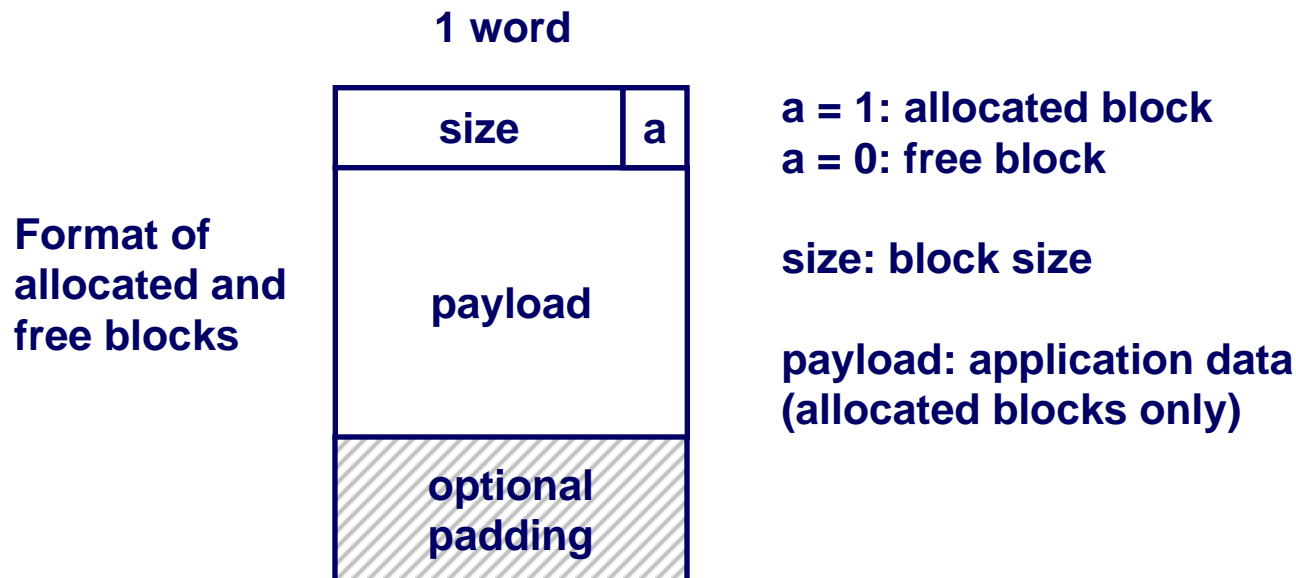 1 word
size
a
payload
optional
padding
Format of
allocated and
free blocks
a = 1: allocated block
a = 0: free block
size: block size
payload: application data
(allocated blocks only)